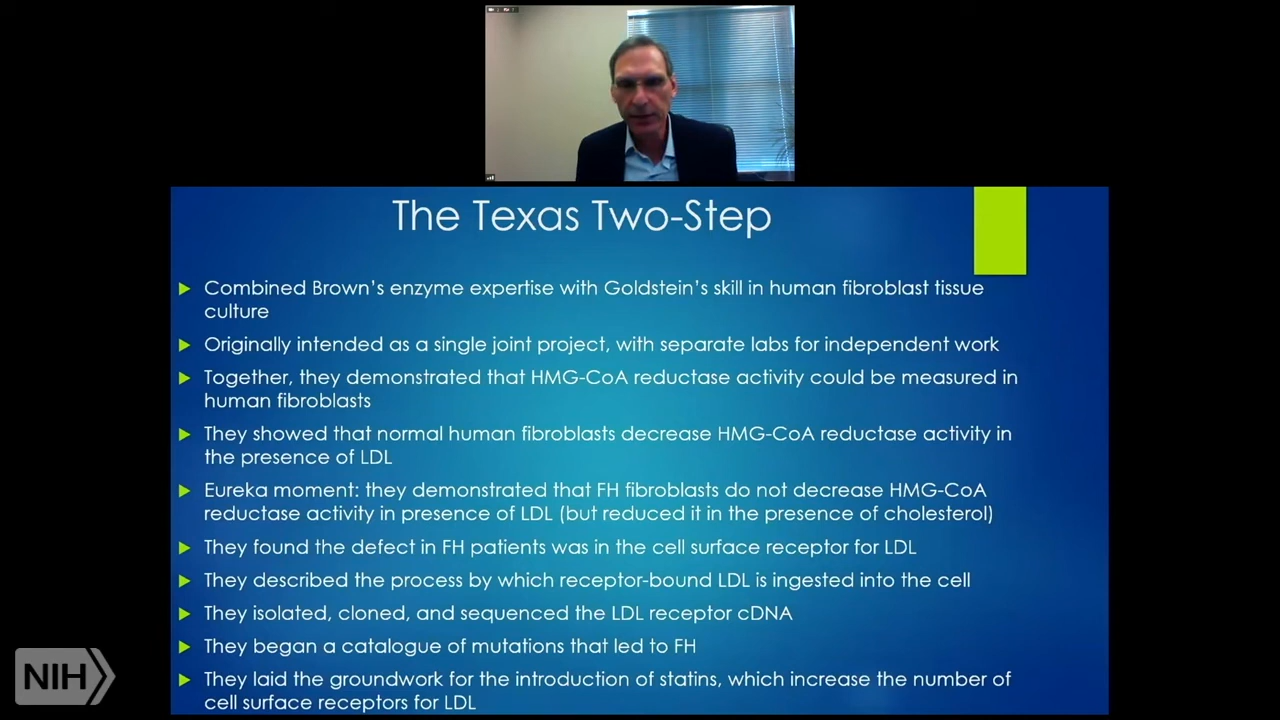 The Texas Two-Step
Combined Brown's enzyme expertise with Goldstein's skill in human fibroblast tissue
culture
Originally intended as a single joint project, with separate labs for independent work
Together, they demonstrated that HMG-CoA reductase activity could be measured in
human fibroblasts
They showed that normal human fibroblasts decrease HMG-CoA reductase activity in
the presence of LDL
Eureka moment: they demonstrated that FH fibroblasts do not decrease HMG-CoA
reductase activity in presence of LDL (but reduced it in the presence of cholesterol)
They found the defect in FH patients was in the cell surface receptor for LDL
They described the process by which receptor-bound LDL is ingested into the cell
They isolated, cloned, and sequenced the LDL receptor cDNA
They began a catalogue of mutations that led to FH
They laid the groundwork for the introduction of statins, which increase the number of
cell surface receptors for LDL
NIH